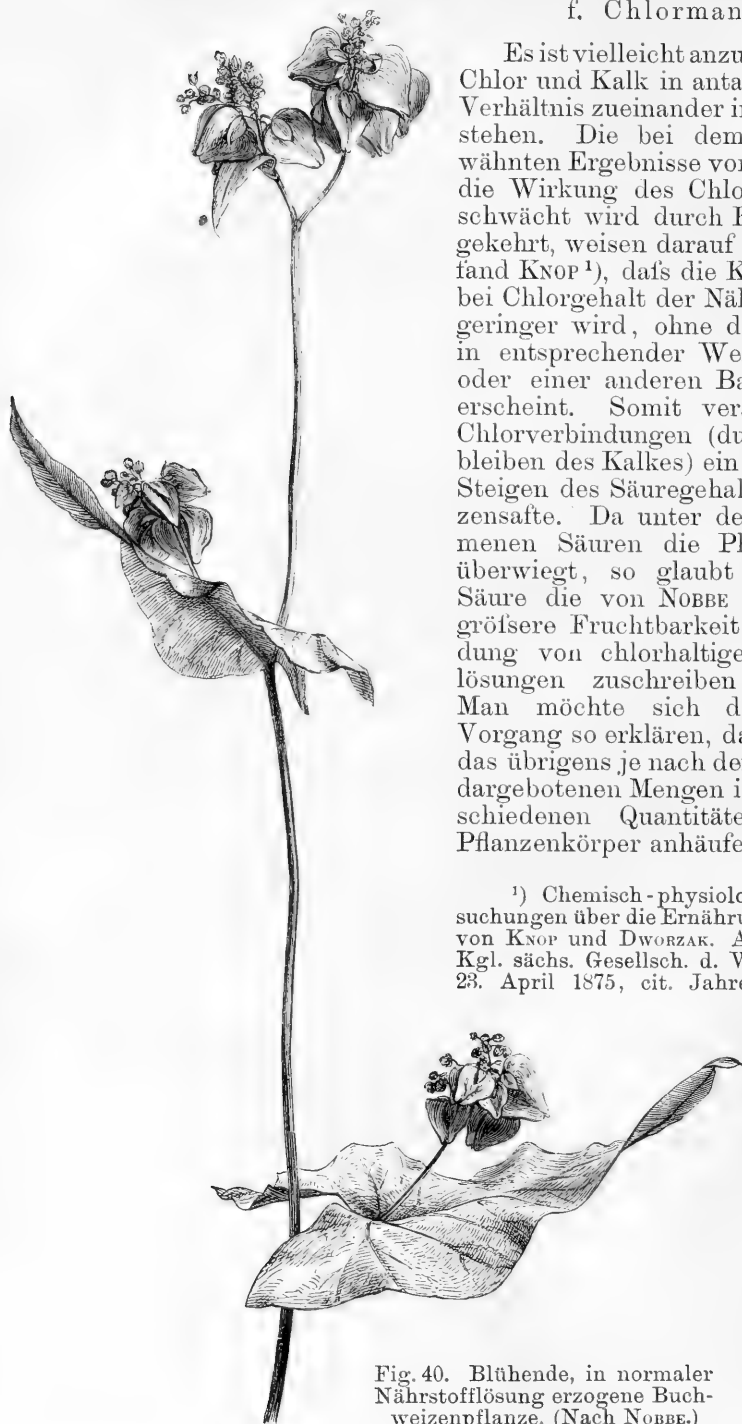 f. Chlorman
Es ist vielleicht anzu
Chlor und Kalk in anta
Verhältnis zueinander i
stehen. Die bei dem
wähnten Ergebnisse vo
die Wirkung des Chlo
schwächt wird durch
gekehrt, weisen darauf
fand KNOP ¹), daſs die K
bei Chlorgehalt der Näh
geringer wird, ohne d
in entsprechender We
oder einer anderen Ba
erscheint. Somit ver
Chlorverbindungen (du
bleiben des Kalkes) ein
Steigen des Säuregehal
zensafte. Da unter de
menen Säuren die P
überwiegt, so glaubt
Säure die von NOBBE
gröſsere Fruchtbarkeit
dung von chlorhaltige
lösungen zuschreiben
Man möchte sich d
Vorgang so erklären, da
das übrigens je nach de
dargebotenen Mengen i
schiedenen Quantitäte
Pflanzenkörper anhäufe
¹) Chemisch-physiolo
suchungen über die Ernähru
von KNOP und DWORZAK. A
Kgl. sächs. Gesellsch. d. W
23. April 1875, cit. Jahre
Fig. 40. Blühende, in normaler
Nährstofflösung erzogene Buch-
weizenpflanze. (Nach NOBBE.)